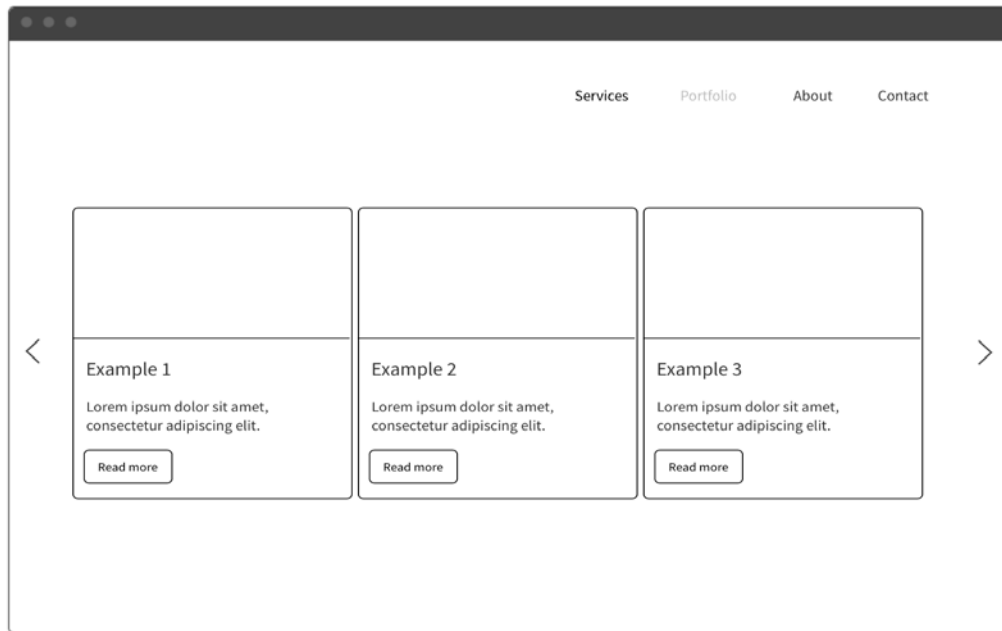 Services Portfolio About Contact
Example 1
Lorem ipsum dolor sit amet,
consectetur adipiscing elit.
Read more
Example 2
Lorem ipsum dolor sit amet,
consectetur adipiscing elit.
Read more
Example 3
Lorem ipsum dolor sit amet,
consectetur adipiscing elit.
Read more